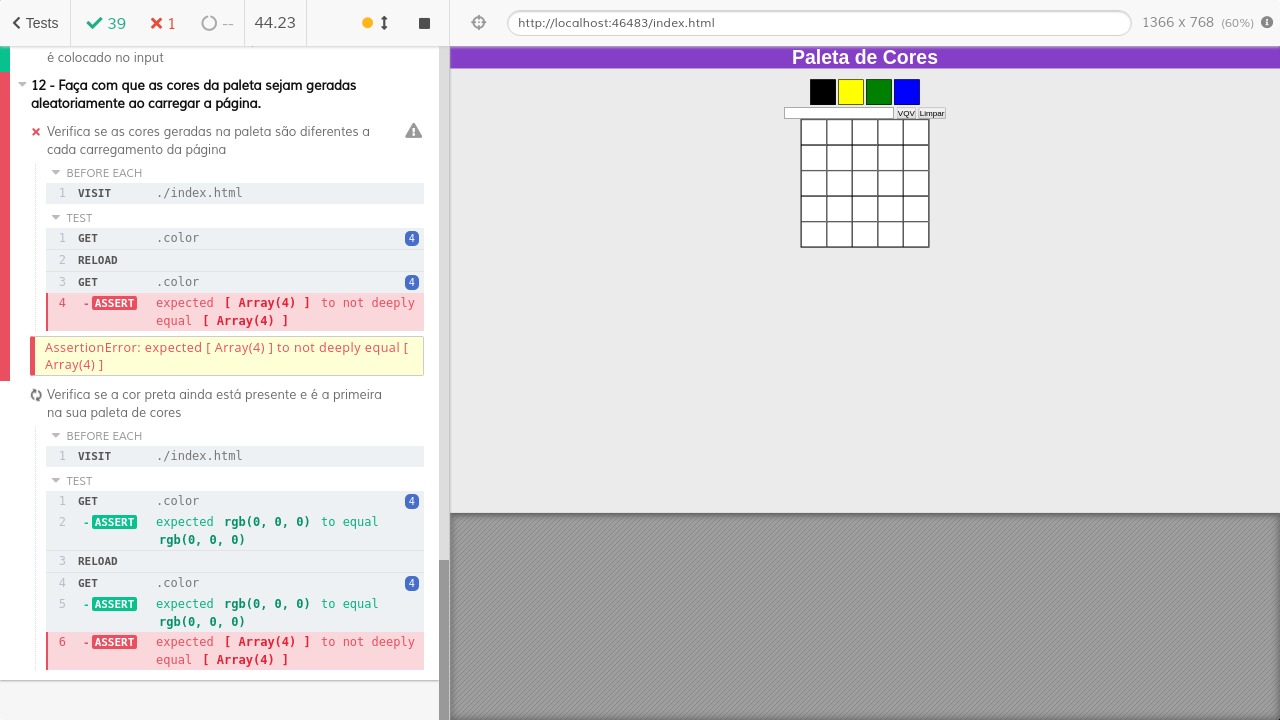 Tests
39
1
--
44.23
http://localhost:46483/index.html
1366 x 768 (60%)
é colocado no input
12 - Faça com que as cores da paleta sejam geradas
aleatoriamente ao carregar a página.
Verifica se as cores geradas na paleta são diferentes a
cada carregamento da página
BEFORE EACH
1 VISIT ./index.html
TEST
1 GET .color 4
2 RELOAD
3 GET .color 4
4 -ASSERT expected [ Array(4) ] to not deeply
equal [ Array(4) ]
AssertionError: expected [ Array(4) ] to not deeply equal [
Array(4) ]
Verifica se a cor preta ainda está presente e é a primeira
na sua paleta de cores
BEFORE EACH
1 VISIT ./index.html
TEST
1 GET .color 4
2 -ASSERT expected rgb(0, 0, 0) to equal
rgb(0, 0, 0)
3 RELOAD
4 GET .color 4
5 -ASSERT expected rgb(0, 0, 0) to equal
rgb(0, 0, 0)
6 -ASSERT expected [ Array(4) ] to not deeply
equal [ Array(4) ]
Paleta de Cores
VQV Limpar